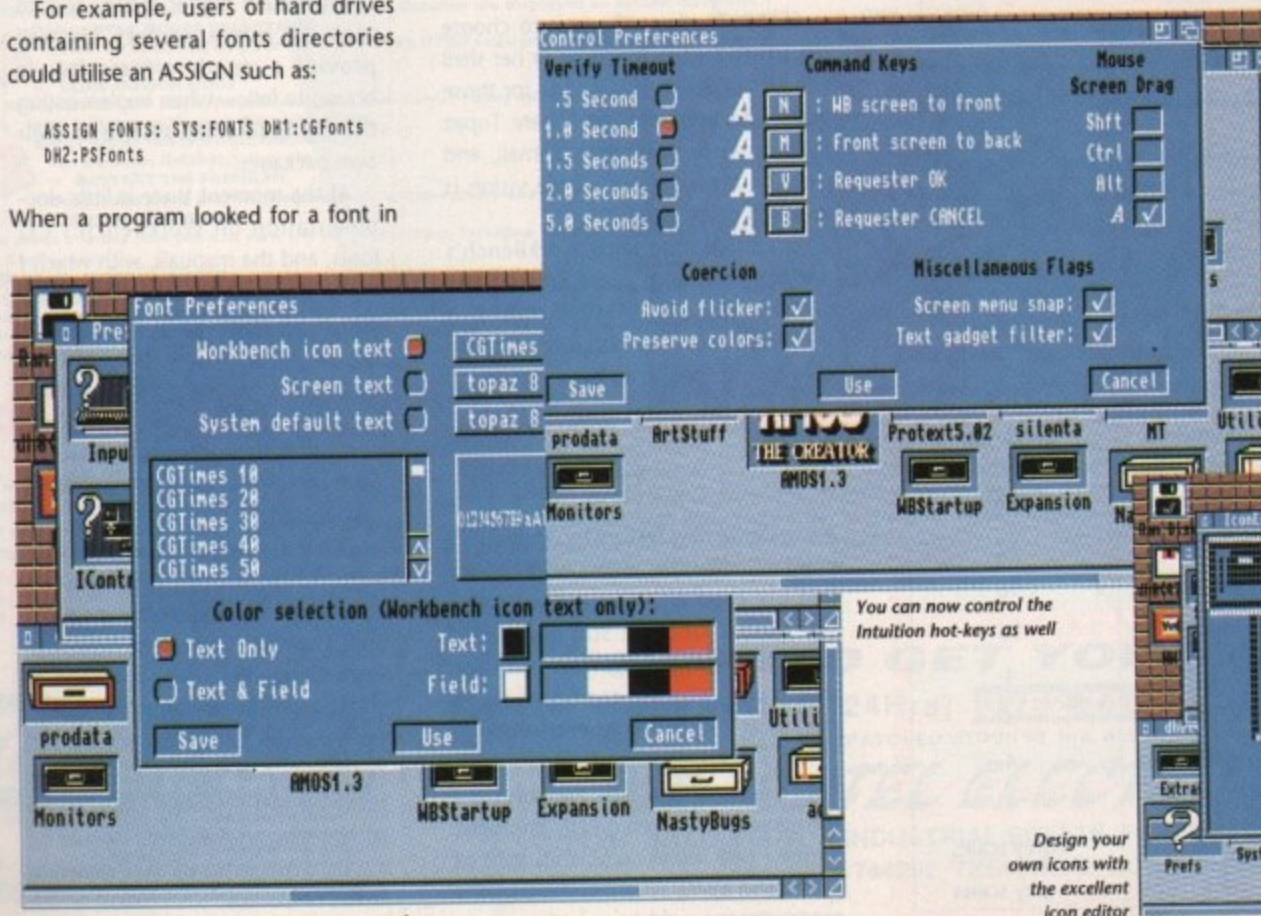 For example, users of hard drives
containing several fonts directories
could utilise an ASSIGN such as:
ASSIGN FONTS: SYS:FONTS DH1:CGFonts
DH2:PSFonts
When a program looked for a font in
Control Preferences
Verify Timeout
.5 Second
1.0 Second
1.5 Seconds
2.0 Seconds
5.0 Seconds
Command Keys
A N : WB screen to front
A M : Front screen to back
A V : Requester OK
A B : Requester CANCEL
Mouse
Screen Drag
Shft
Ctrl
Alt
A
Coercion
Avoid flicker:
Preserve colors:
Miscellaneous Flags
Screen menu snap:
Text gadget filter:
Save Use Cancel
prodata ArtStuff
THE CREATOR
AMOS1.3
Protext5.02 silenta MT
Monitors WBStartup Expansion
Font Preferences
Workbench icon text CGTimes
Screen text topaz 8
System default text topaz 8
CGTimes 10
CGTimes 20
CGTimes 30
CGTimes 40
CGTimes 50
Color selection (Workbench icon text only):
Text Only Text:
Text & Field Field:
Save Use Cancel
prodata
Monitors AMOS1.3 WBStartup Expansion NastyBugs
You can now control the
Intuition hot-keys as well
Prefs
Design your
own icons with
the excellent
icon editor